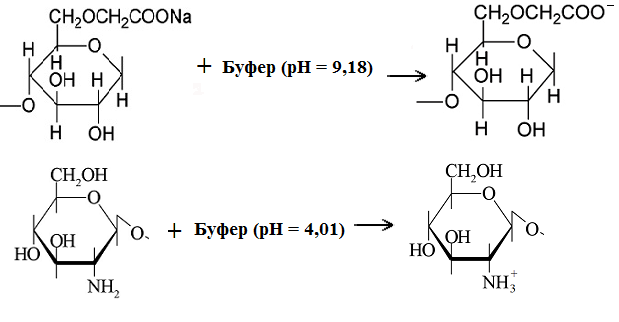 CH₂OCH₂COONa
H
O
H
OH
H
H
O
H
OH
+ Буфер (pH = 9,18)
CH₂OCH₂COO⁻
H
O
H
OH
H
H
O
H
OH
CH₂OH
O
O
HO
OH
NH₂
+ Буфер (pH = 4,01)
CH₂OH
O
O
HO
OH
NH₃⁺